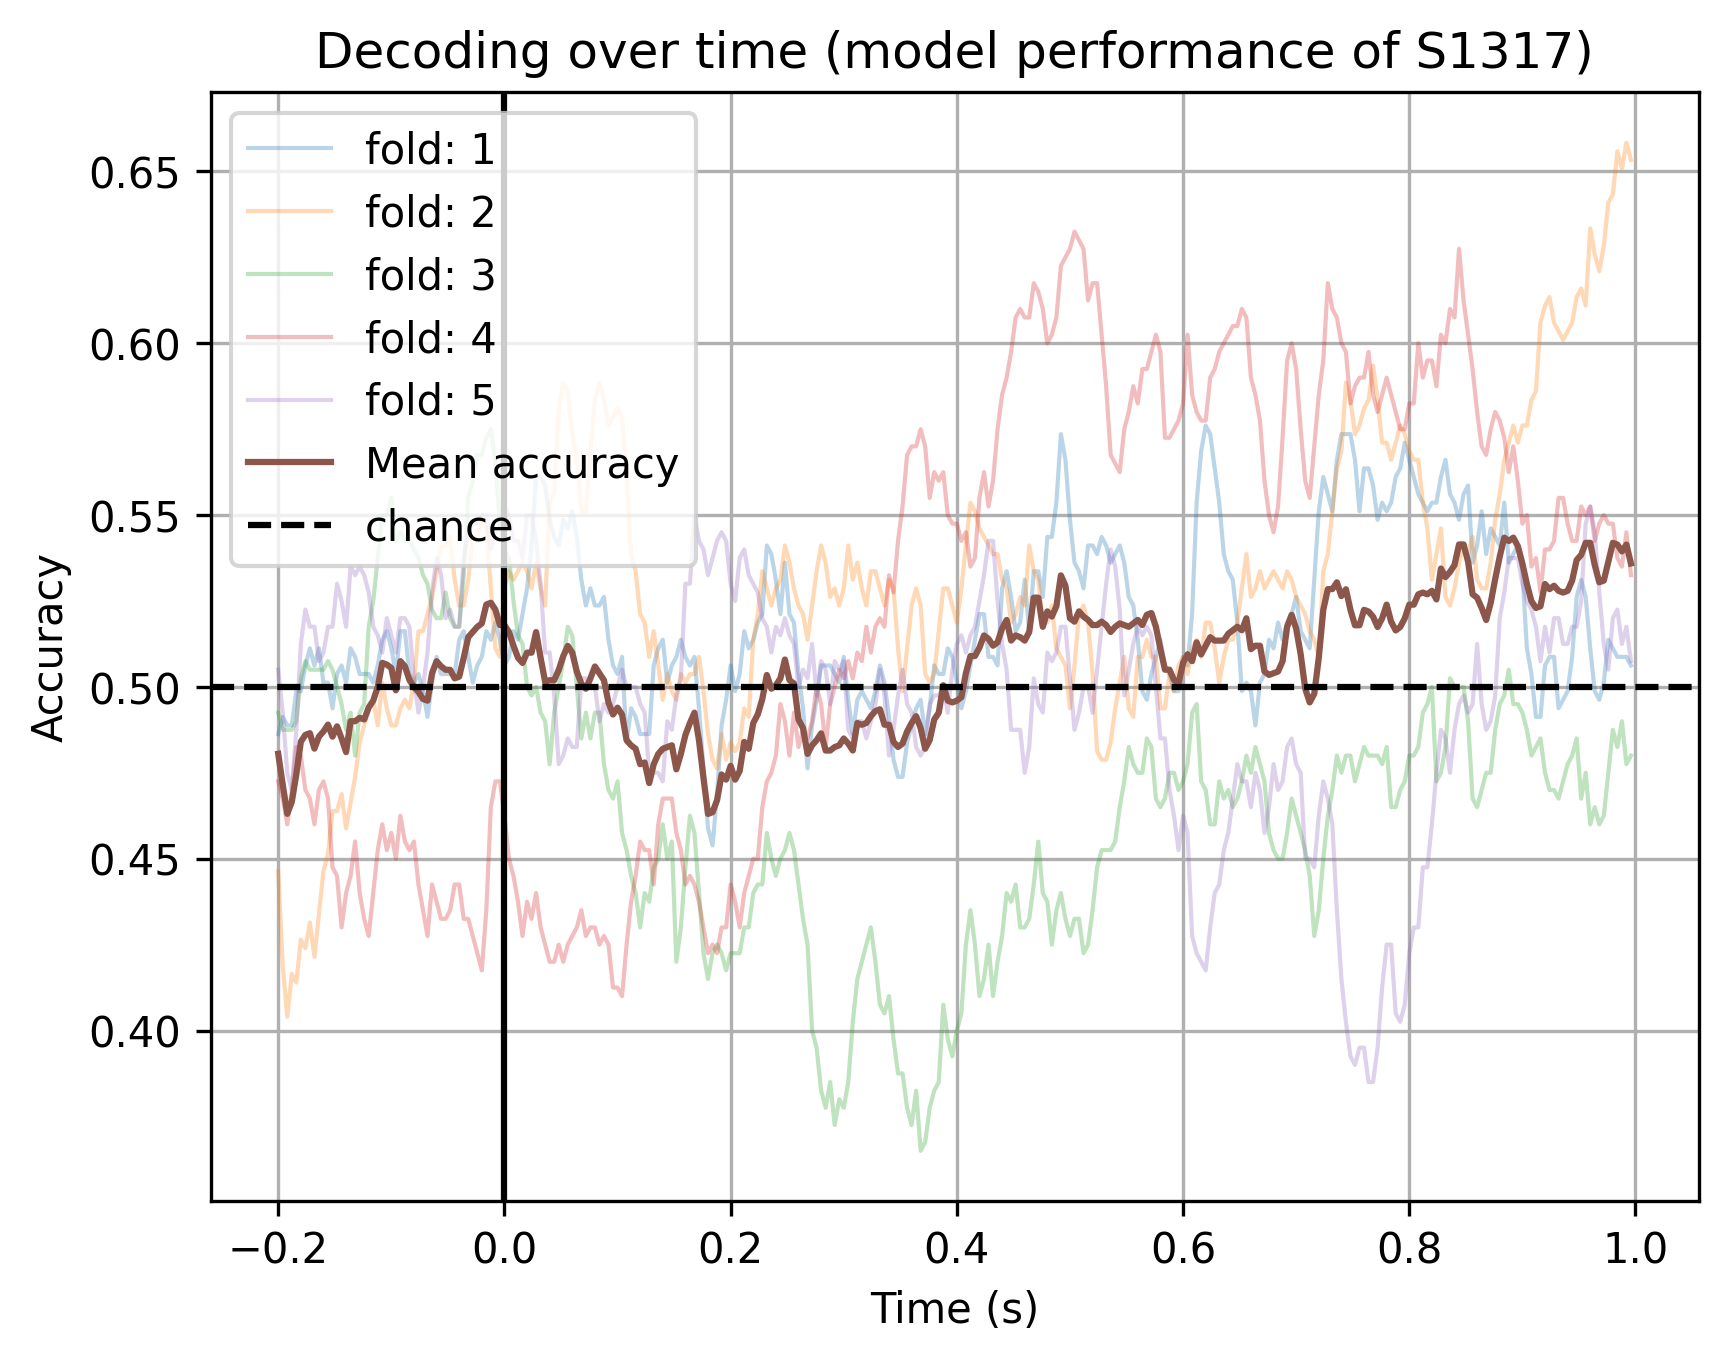 Decoding over time (model performance of S1317)
fold: 1
fold: 2
fold: 3
fold: 4
fold: 5
Mean accuracy
chance
Accuracy
0.65
0.60
0.55
0.50
0.45
0.40
−0.2 0.0 0.2 0.4 0.6 0.8 1.0
Time (s)